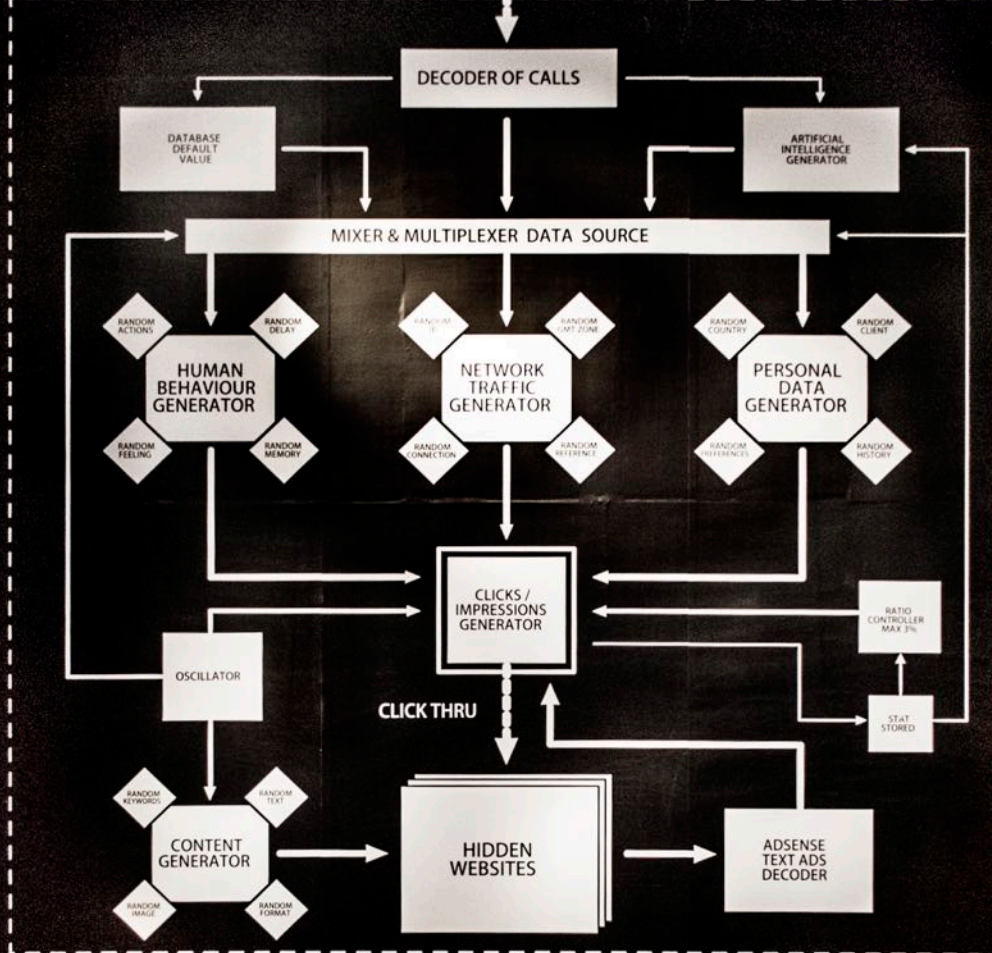 DECODER OF CALLS
DATABASE
DEFAULT
VALUE
ARTIFICIAL
INTELLIGENCE
GENERATOR
MIXER & MULTIPLEXER DATA SOURCE
RANDOM
ACTIONS
RANDOM
DELAY
HUMAN
BEHAVIOUR
GENERATOR
RANDOM
FEELING
RANDOM
MEMORY
RANDOM
RANDOM
GMT ZONE
NETWORK
TRAFFIC
GENERATOR
RANDOM
CONNECTION
RANDOM
REFERENCE
RANDOM
COUNTRY
RANDOM
CLIENT
PERSONAL
DATA
GENERATOR
RANDOM
PREFERENCES
RANDOM
HISTORY
CLICKS /
IMPRESSIONS
GENERATOR
RATIO
CONTROLLER
MAX 3%
OSCILLATOR
CLICK THRU
STAT
STORED
RANDOM
KEYWORDS
RANDOM
TEXT
CONTENT
GENERATOR
RANDOM
IMAGE
RANDOM
FORMAT
HIDDEN
WEBSITES
ADSENSE
TEXT ADS
DECODER